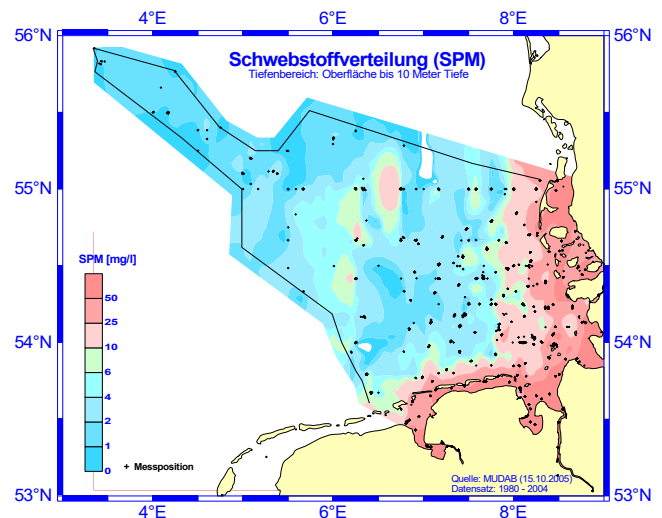 4°E 6°E 8°E
56°N 56°N
Schwebstoffverteilung (SPM)
Tiefenbereich: Oberfläche bis 10 Meter Tiefe
55°N 55°N
SPM [mg/l]
50
25
10
6
4
2
1
0
54°N 54°N
+ Messposition
Quelle: MUDAB (15.10.2005)
Datensatz: 1980 - 2004
53°N 53°N
4°E 6°E 8°E